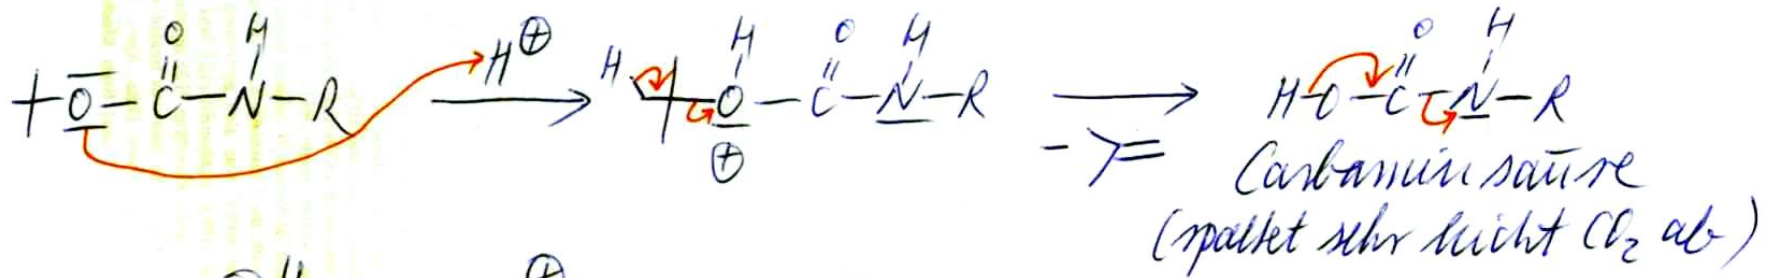 O H H⊕ H H O H O H
O–C–N–R H O–C–N–R H–O–C–N–R
⊕
– Carbaminsäure
(spaltet sehr leicht CO₂ ab)